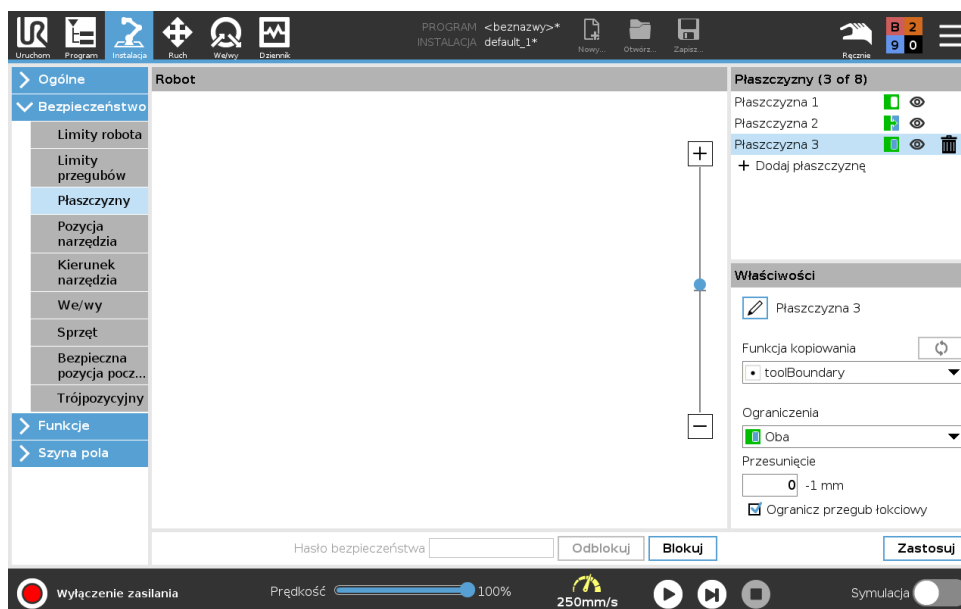 UR
PROGRAM <beznazwy>*
INSTALACJA default_1*
Uruchom Program Instalacja Ruch We/wy Dziennik
Nowy... Otwórz... Zapisz...
Ręcznie
B 2
9 0
Ogólne
Bezpieczeństwo
Limity robota
Limity
przegubów
Płaszczyzny
Pozycja
narzędzia
Kierunek
narzędzia
We/wy
Sprzęt
Bezpieczna
pozycja pocz...
Trójpozycyjny
Funkcje
Szyna pola
Robot
Płaszczyzny (3 of 8)
Płaszczyzna 1
Płaszczyzna 2
Płaszczyzna 3
+ Dodaj płaszczyznę
Właściwości
Płaszczyzna 3
Funkcja kopiowania
toolBoundary
Ograniczenia
Oba
Przesunięcie
0 -1 mm
Ogranicz przegub łokciowy
Hasło bezpieczeństwa Odblokuj Blokuj Zastosuj
Wyłączenie zasilania Prędkość 100% 250mm/s Symulacja